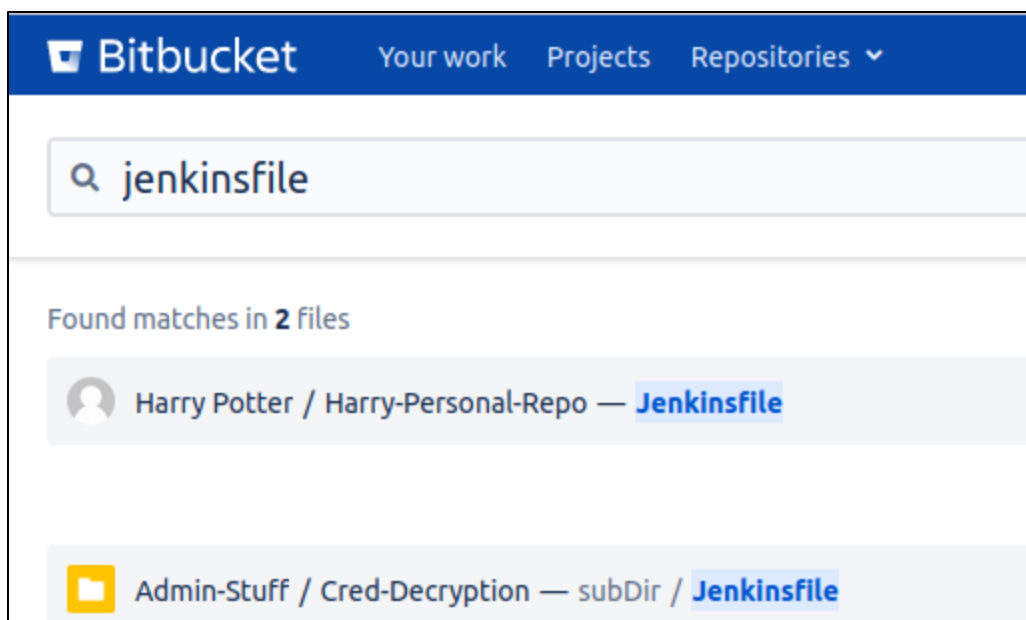 Bitbucket Your work Projects Repositories
jenkinsfile
Found matches in 2 files
Harry Potter / Harry-Personal-Repo — Jenkinsfile
Admin-Stuff / Cred-Decryption — subDir / Jenkinsfile